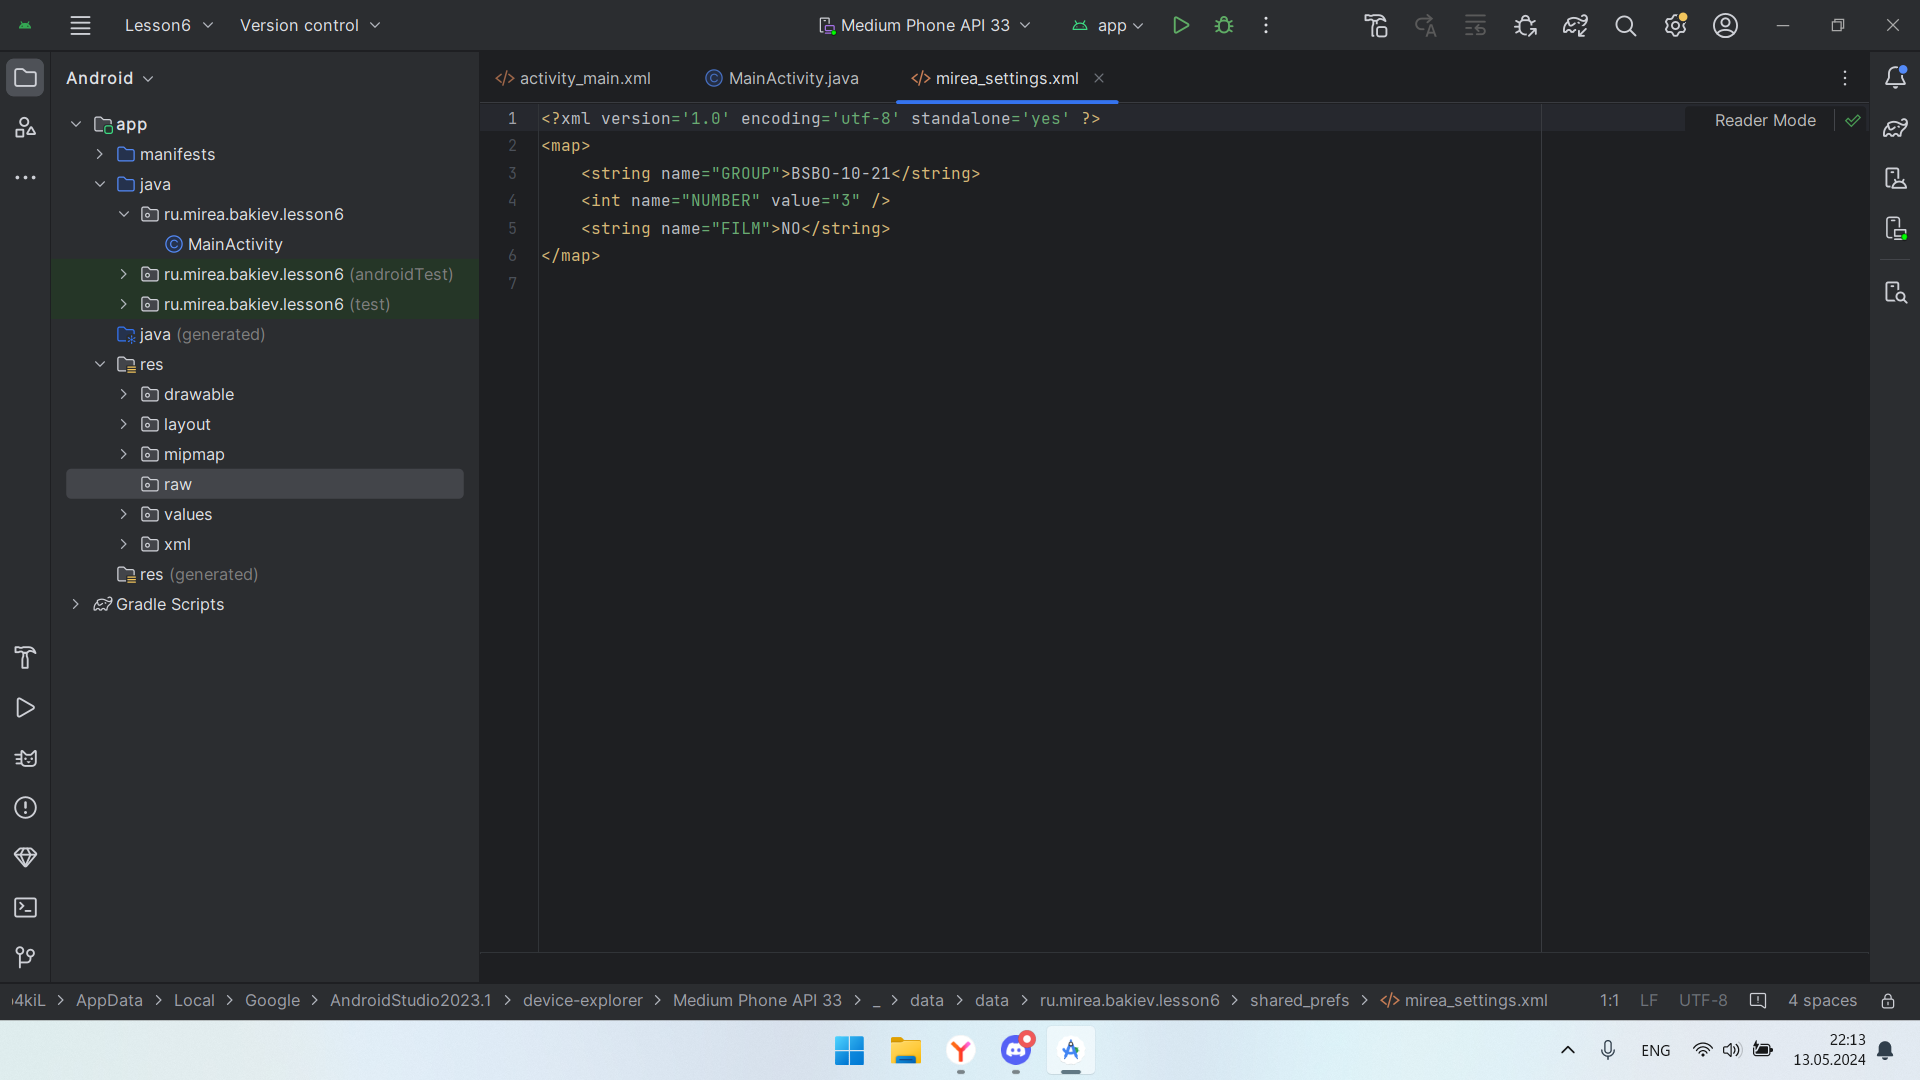 Lesson6
Version control
Medium Phone API 33
app
Android
activity_main.xml
MainActivity.java
mirea_settings.xml
app
manifests
java
ru.mirea.bakiev.lesson6
MainActivity
ru.mirea.bakiev.lesson6 (androidTest)
ru.mirea.bakiev.lesson6 (test)
java (generated)
res
drawable
layout
mipmap
raw
values
xml
res (generated)
Gradle Scripts
1 <?xml version='1.0' encoding='utf-8' standalone='yes' ?>
Reader Mode
2 <map>
3 <string name="GROUP">BSBO-10-21</string>
4 <int name="NUMBER" value="3" />
5 <string name="FILM">NO</string>
6 </map>
7
4kiL > AppData > Local > Google > AndroidStudio2023.1 > device-explorer > Medium Phone API 33 > _ > data > data > ru.mirea.bakiev.lesson6 > shared_prefs > mirea_settings.xml
1:1 LF UTF-8 4 spaces
ENG
22:13
13.05.2024